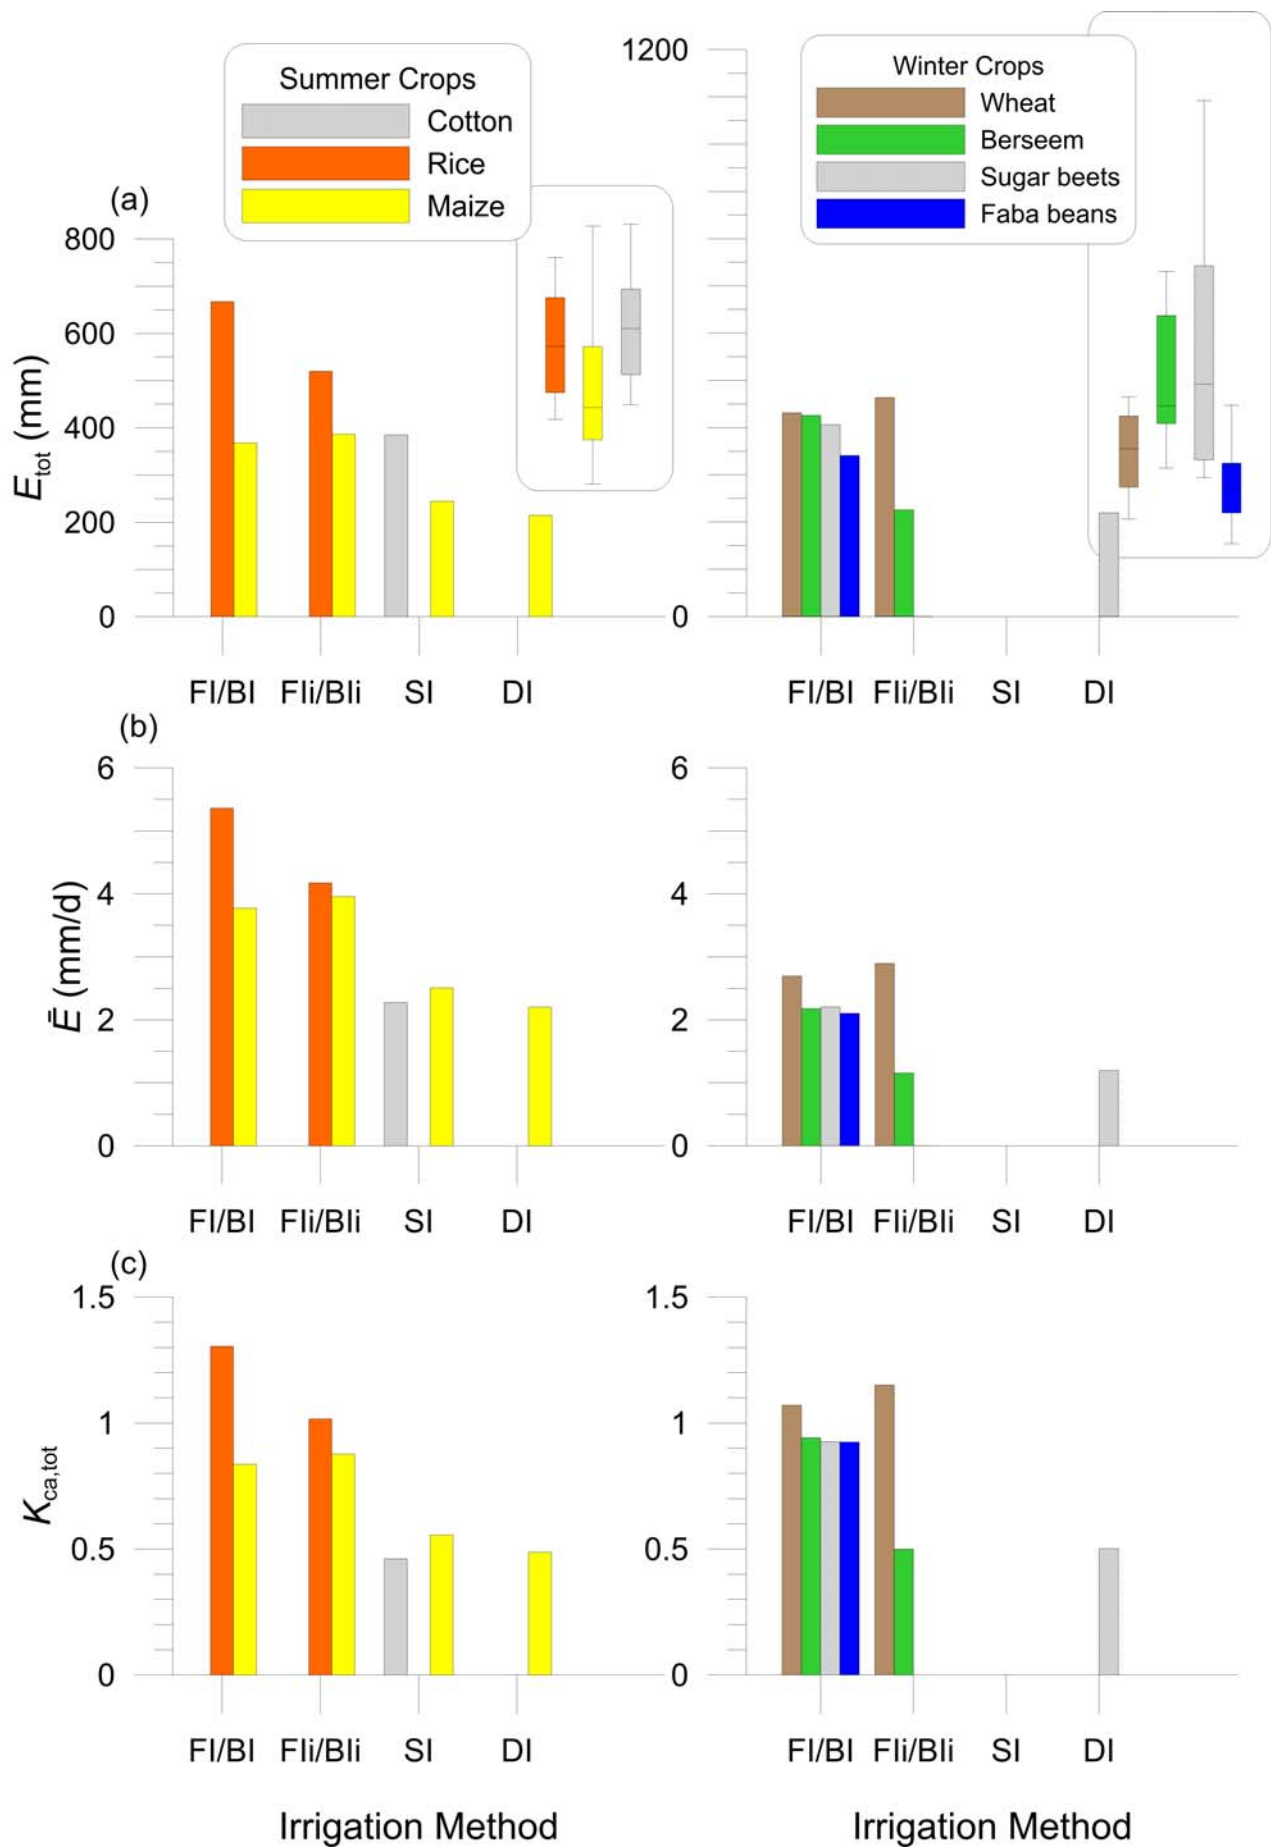 Summer Crops
Cotton
Rice
Maize
1200
Winter Crops
Wheat
Berseem
Sugar beets
Faba beans
(a)
800
600
400
200
0
0
E_tot (mm)
FI/BI FIi/BIi SI DI
FI/BI FIi/BIi SI DI
(b)
6
4
2
0
6
4
2
0
Ē (mm/d)
FI/BI FIi/BIi SI DI
FI/BI FIi/BIi SI DI
(c)
1.5
1
0.5
0
1.5
1
0.5
0
K_ca,tot
FI/BI FIi/BIi SI DI
FI/BI FIi/BIi SI DI
Irrigation Method
Irrigation Method